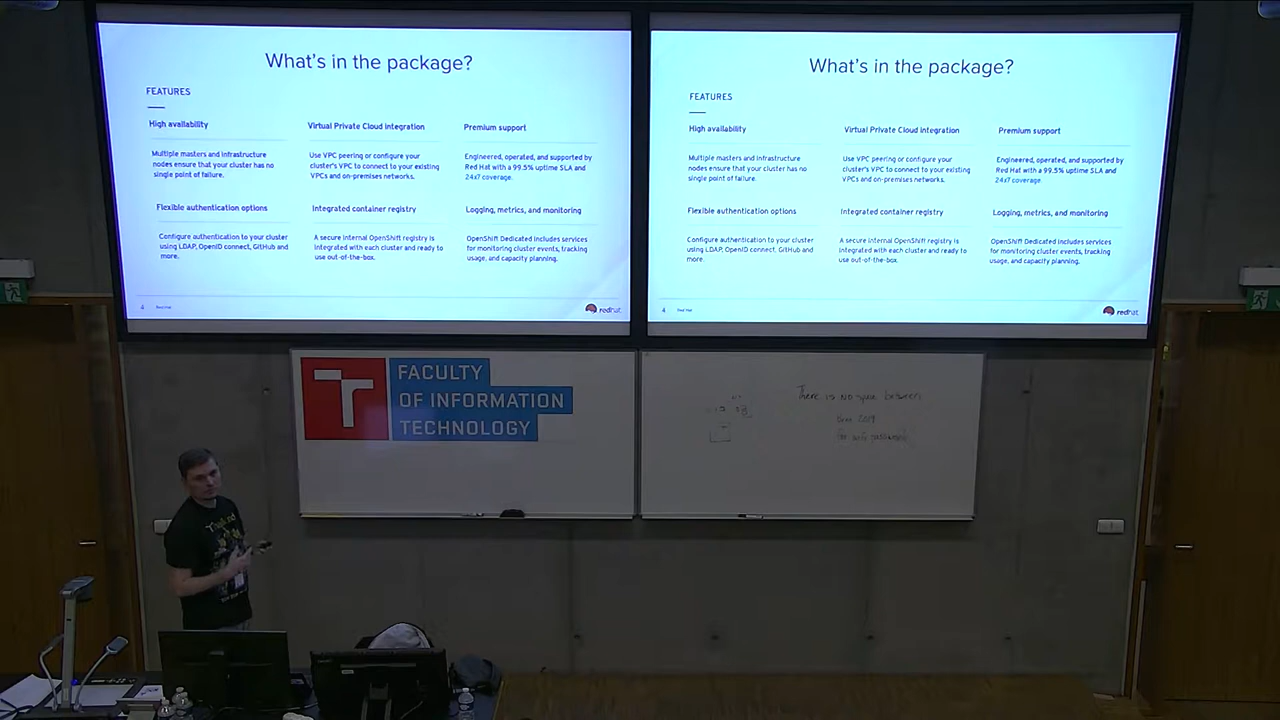 What's in the package?
FEATURES
High availability
Multiple masters and infrastructure
nodes ensure that your cluster has no
single point of failure.
Virtual Private Cloud integration
Use VPC peering or configure your
cluster's VPC to connect to your existing
VPCs and on-premises networks.
Premium support
Engineered, operated, and supported by
Red Hat with a 99.5% uptime SLA and
24x7 coverage.
Flexible authentication options
Configure authentication to your cluster
using LDAP, OpenID connect, GitHub and
more.
Integrated container registry
A secure internal OpenShift registry is
integrated with each cluster and ready to
use out-of-the-box.
Logging, metrics, and monitoring
OpenShift Dedicated includes services
for monitoring cluster events, tracking
usage, and capacity planning.
4 Red Hat
redhat
What's in the package?
FEATURES
High availability
Multiple masters and infrastructure
nodes ensure that your cluster has no
single point of failure.
Virtual Private Cloud integration
Use VPC peering or configure your
cluster's VPC to connect to your existing
VPCs and on-premises networks.
Premium support
Engineered, operated, and supported by
Red Hat with a 99.5% uptime SLA and
24x7 coverage.
Flexible authentication options
Configure authentication to your cluster
using LDAP, OpenID connect, GitHub and
more.
Integrated container registry
A secure internal OpenShift registry is
integrated with each cluster and ready to
use out-of-the-box.
Logging, metrics, and monitoring
OpenShift Dedicated includes services
for monitoring cluster events, tracking
usage, and capacity planning.
4 Red Hat
redhat
T
FACULTY
OF INFORMATION
TECHNOLOGY
There is NO between